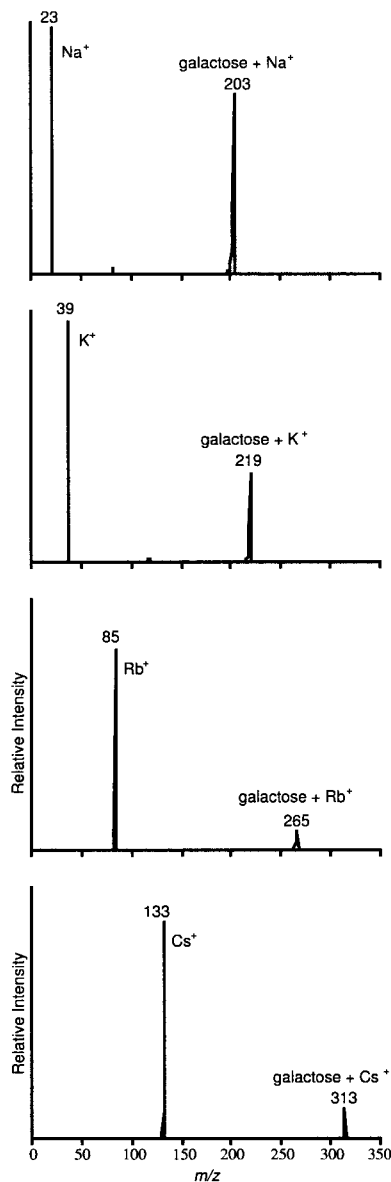 23
Na⁺
galactose + Na⁺
203
39
K⁺
galactose + K⁺
219
85
Rb⁺
galactose + Rb⁺
265
Relative Intensity
133
Cs⁺
galactose + Cs⁺
313
Relative Intensity
0 50 100 150 200 250 300 350
m/z